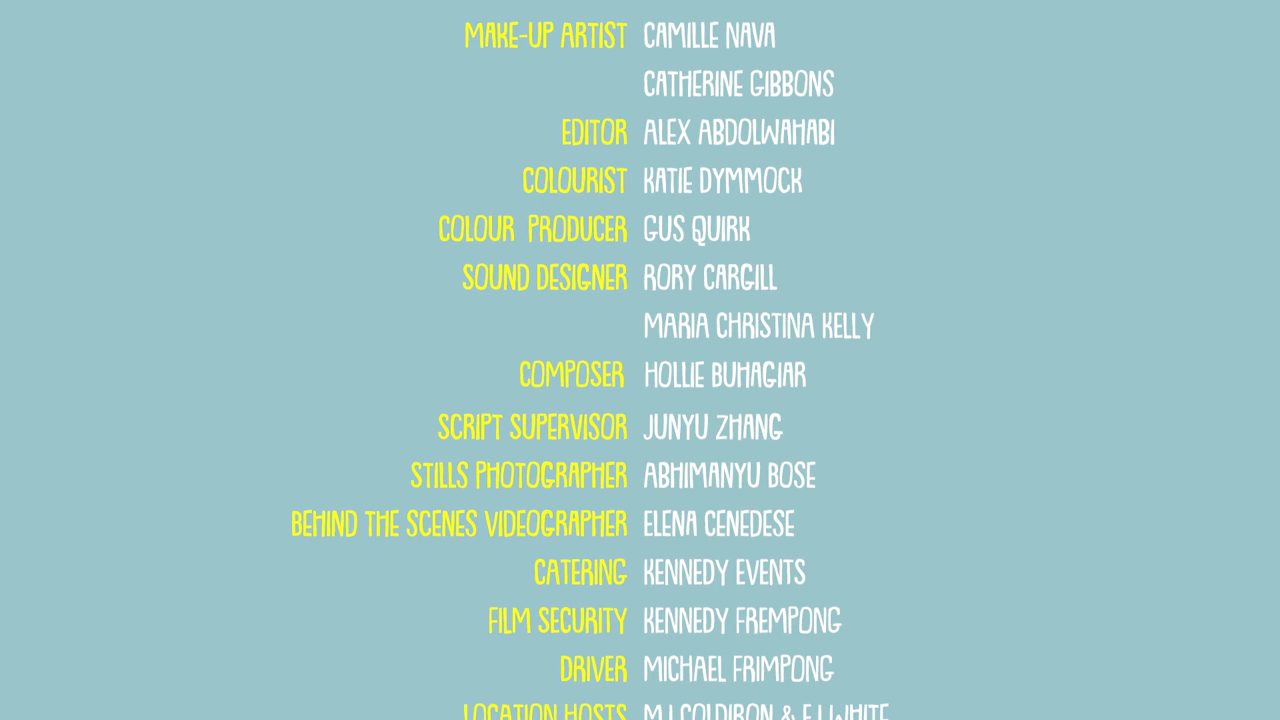 MAKE-UP ARTIST CAMILLE NAVA
CATHERINE GIBBONS
EDITOR ALEX ABDOLWAHABI
COLOURIST KATIE DYMMOCK
COLOUR PRODUCER GUS QUIRK
SOUND DESIGNER RORY CARGILL
MARIA CHRISTINA KELLY
COMPOSER HOLLIE BUHAGIAR
SCRIPT SUPERVISOR JUNYU ZHANG
STILLS PHOTOGRAPHER ABHIMANYU BOSE
BEHIND THE SCENES VIDEOGRAPHER ELENA CENEDESE
CATERING KENNEDY EVENTS
FILM SECURITY KENNEDY FREMPONG
DRIVER MICHAEL FRIMPONG
LOCATION HOSTS MJ COLDIRON &